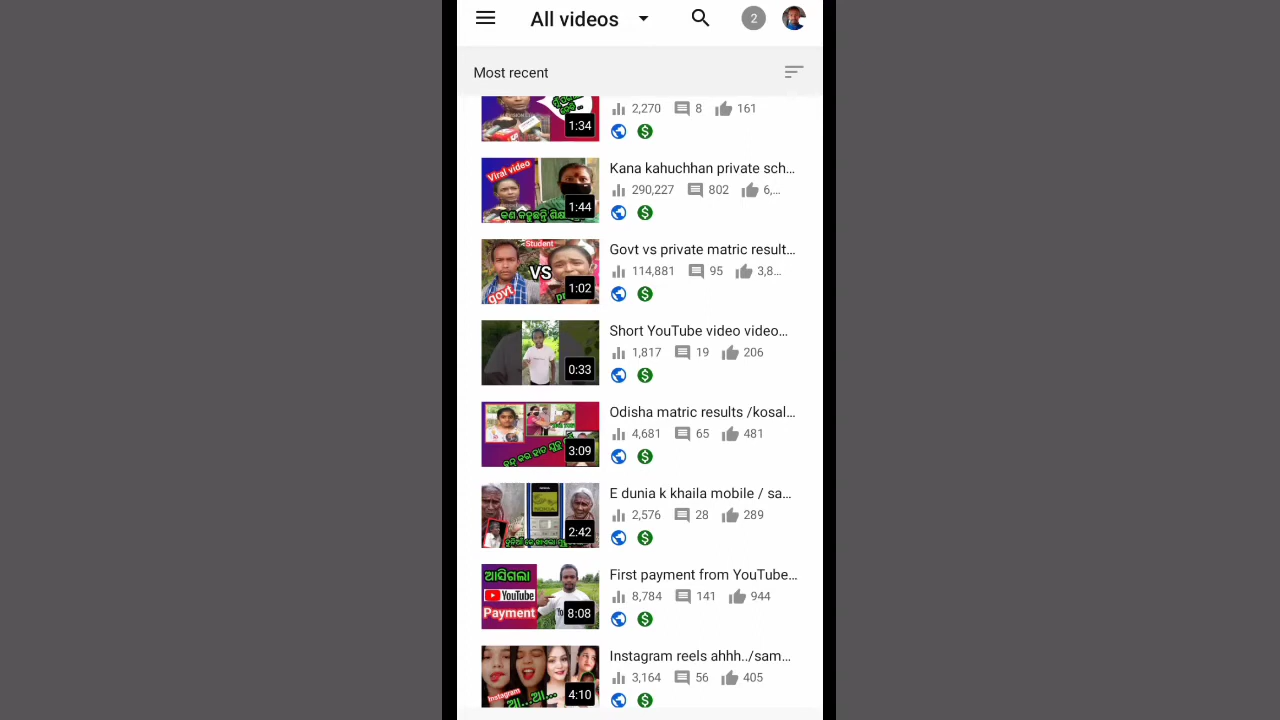 All videos
2
Most recent
1:34
2,270 8 161
Viral video
1:44
Kana kahuchhan private sch...
290,227 802 6,...
Student
VS
govt
1:02
Govt vs private matric result...
114,881 95 3,8...
0:33
Short YouTube video video...
1,817 19 206
3:09
Odisha matric results /kosal...
4,681 65 481
2:42
E dunia k khaila mobile / sa...
2,576 28 289
ଆସିଗଲା
YouTube
Payment
8:08
First payment from YouTube...
8,784 141 944
Instagram
ଆ...ଆ...
4:10
Instagram reels ahhh../sam...
3,164 56 405